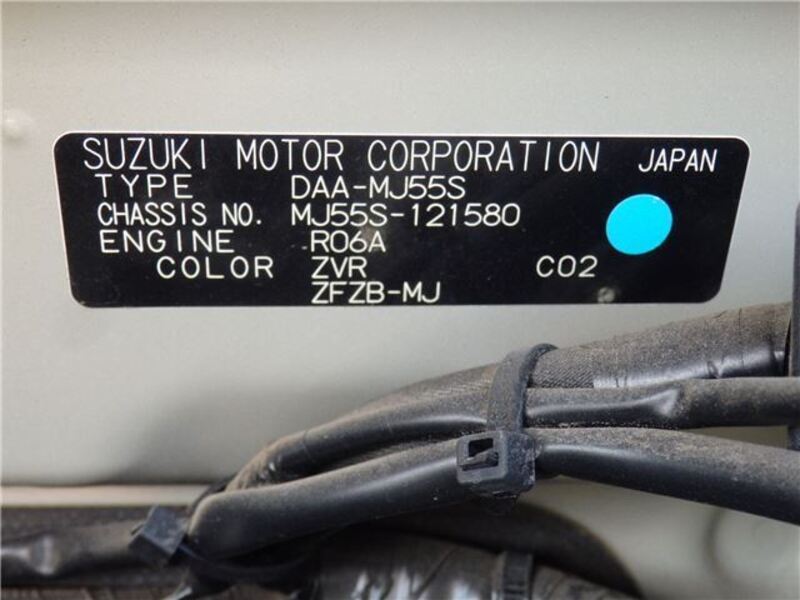 SUZUKI MOTOR CORPORATION JAPAN
TYPE DAA-MJ55S
CHASSIS NO. MJ55S-121580
ENGINE R06A
COLOR ZVR C02
ZFZB-MJ